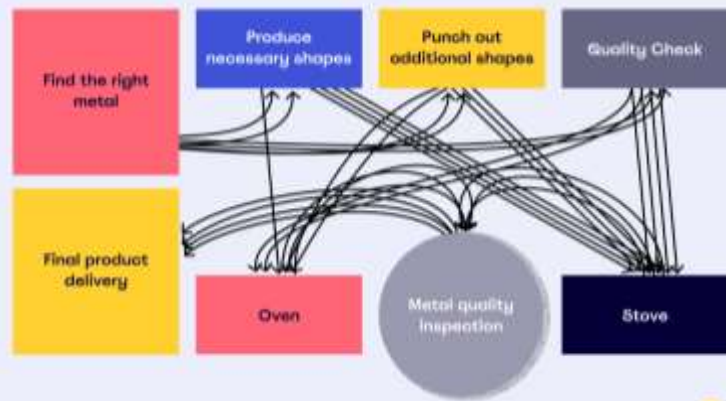 Find the right
metal
Produce
necessary shapes
Punch out
additional shapes
Quality Check
Final product
delivery
Oven
Metal quality
inspection
Stove